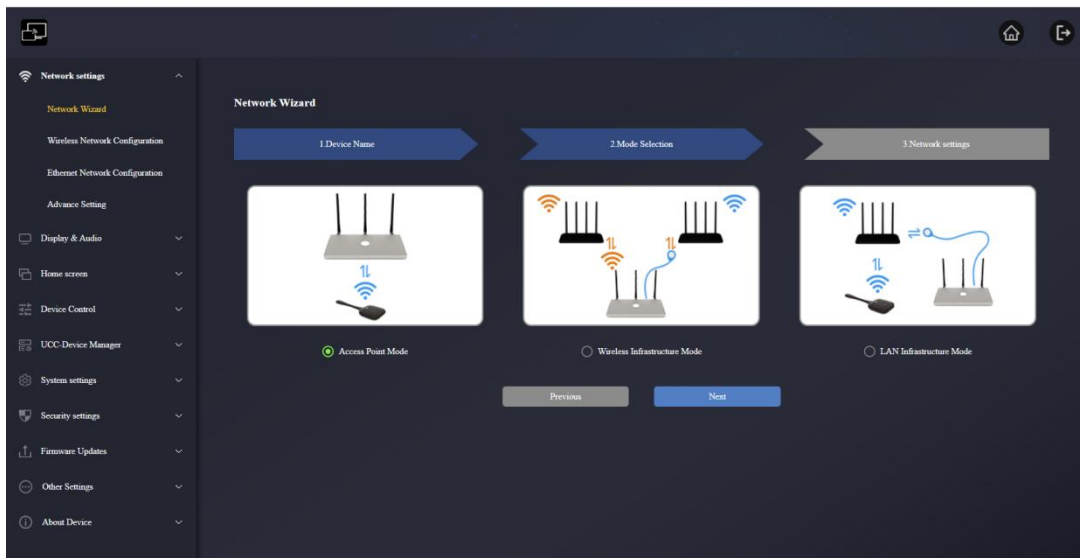 Network settings
Network Wizard
Wireless Network Configuration
Ethernet Network Configuration
Advance Setting
Display & Audio
Home screen
Device Control
UCC-Device Manager
System settings
Security settings
Firmware Updates
Other Settings
About Device
Network Wizard
1.Device Name
2.Mode Selection
3.Network settings
Access Point Mode
Wireless Infrastructure Mode
LAN Infrastructure Mode
Previous
Next